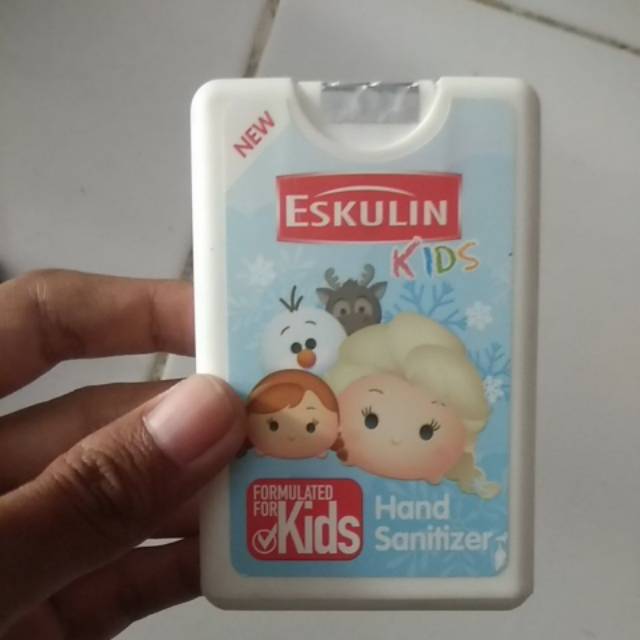 NEW
ESKULIN
KIDS
FORMULATED
FOR
Kids
Hand
Sanitizer